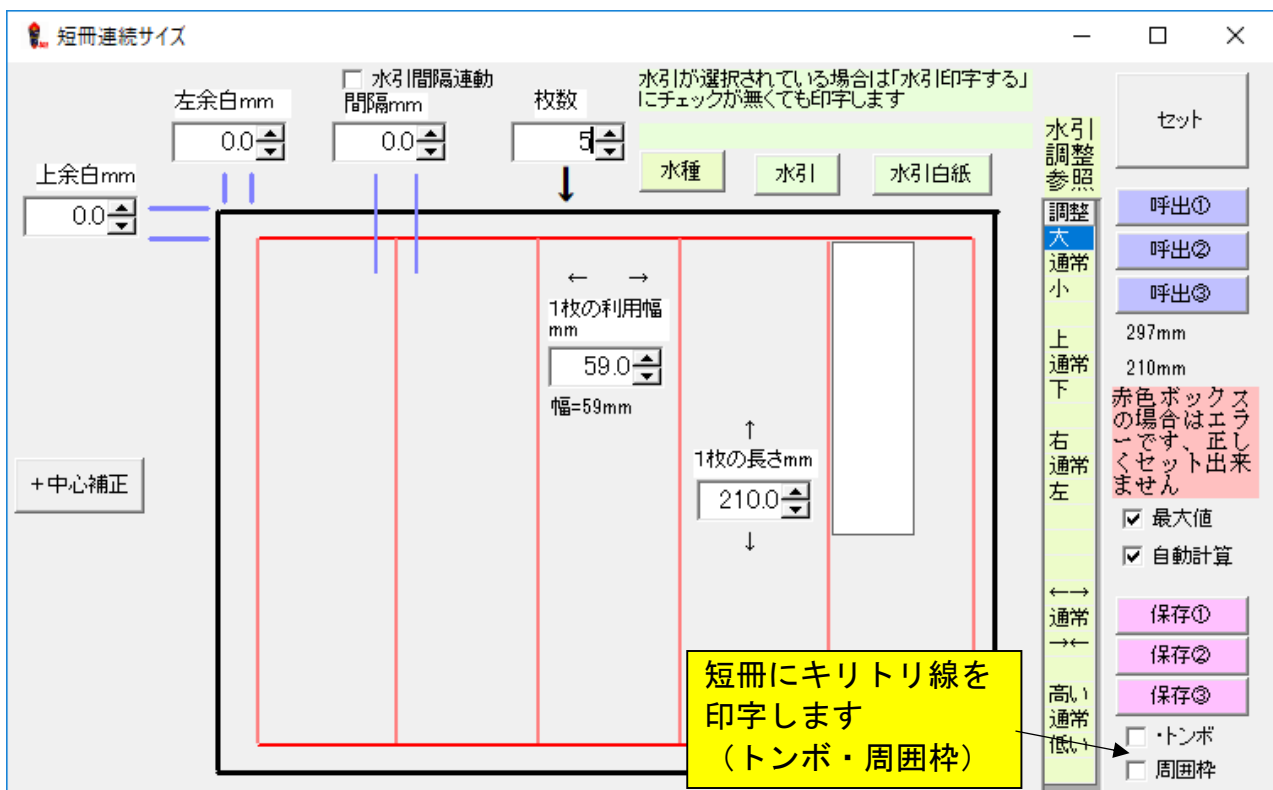 短冊連続サイズ
左余白mm
0.0
水引間隔連動
間隔mm
0.0
枚数
5
↓
水引が選択されている場合は「水引印字する」
にチェックが無くても印字します
水種
水引
水引白紙
上余白mm
0.0
← →
1枚の利用幅
mm
59.0
幅=59mm
↑
1枚の長さmm
210.0
↓
+中心補正
水引
調整
参照
調整
大
通常
小
上
通常
下
右
通常
左
←→
通常
→←
高い
通常
低い
セット
呼出①
呼出②
呼出③
297mm
210mm
赤色ボックス
の場合はエラ
ーです、正し
くセット出来
ません
最大値
自動計算
保存①
保存②
保存③
・トンボ
周囲枠
短冊にキリトリ線を
印字します
（トンボ・周囲枠）